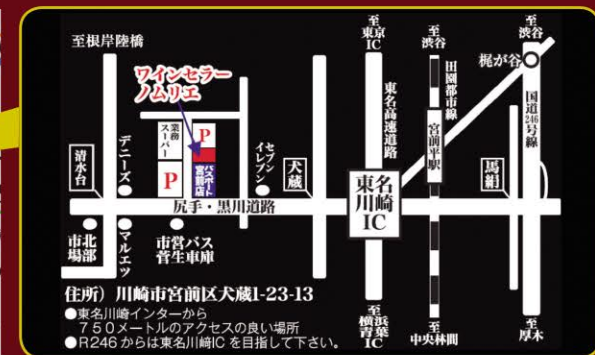 至根岸陸橋
至東京IC
至渋谷
至渋谷
梶が谷
ワインセラー
ノムリエ
田園都市線
東名高速道路
国道246号線
デニーズ
業務スーパー
P
P
パスポート宮前店
セブンイレブン
清水台
犬蔵
宮前平駅
馬絹
東名川崎IC
尻手・黒川道路
北部市場
マルエツ
市営バス
菅生車庫
住所)川崎市宮前区犬蔵1-23-13
●東名川崎インターから
750メートルのアクセスの良い場所
●R246からは東名川崎ICを目指して下さい。
至横浜青葉IC
至中央林間
至厚木